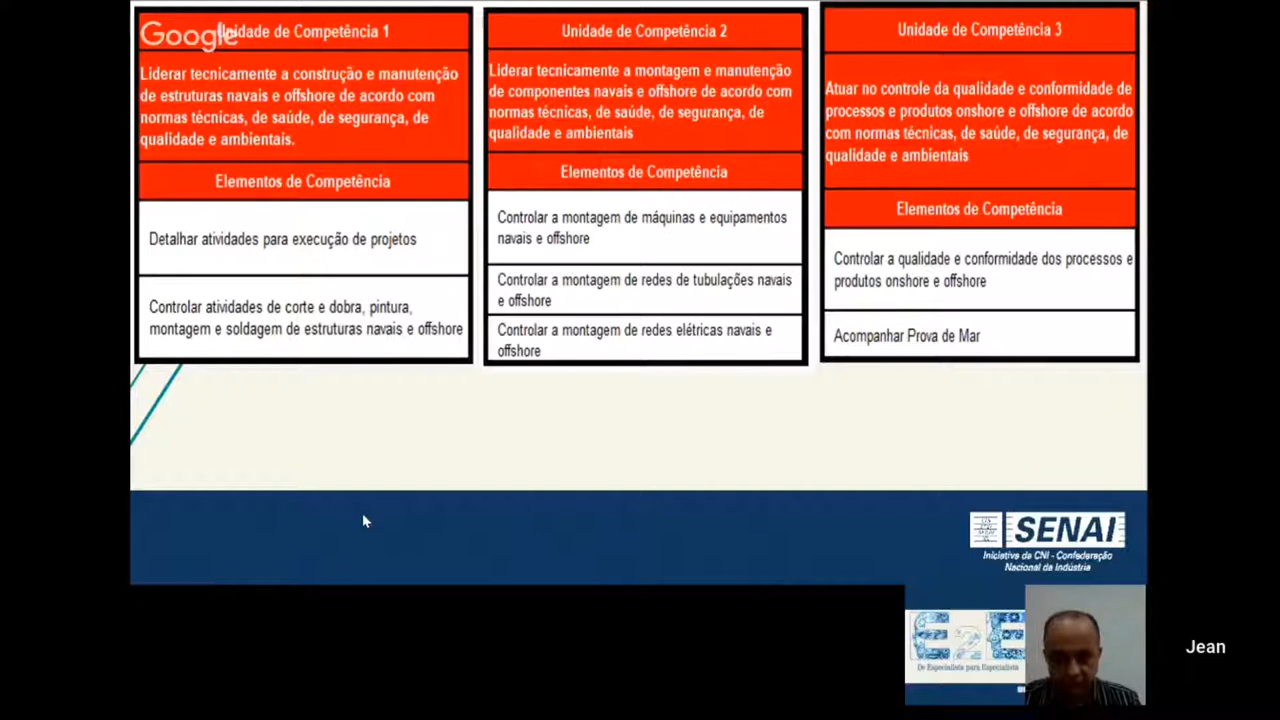 Google
Unidade de Competência 1
Liderar tecnicamente a construção e manutenção
de estruturas navais e offshore de acordo com
normas técnicas, de saúde, de segurança, de
qualidade e ambientais.
Elementos de Competência
Detalhar atividades para execução de projetos
Controlar atividades de corte e dobra, pintura,
montagem e soldagem de estruturas navais e offshore
Unidade de Competência 2
Liderar tecnicamente a montagem e manutenção
de componentes navais e offshore de acordo com
normas técnicas, de saúde, de segurança, de
qualidade e ambientais
Elementos de Competência
Controlar a montagem de máquinas e equipamentos
navais e offshore
Controlar a montagem de redes de tubulações navais
e offshore
Controlar a montagem de redes elétricas navais e
offshore
Unidade de Competência 3
Atuar no controle da qualidade e conformidade de
processos e produtos onshore e offshore de acordo
com normas técnicas, de saúde, de segurança, de
qualidade e ambientais
Elementos de Competência
Controlar a qualidade e conformidade dos processos e
produtos onshore e offshore
Acompanhar Prova de Mar
SENAI
Iniciativa da CNI - Confederação
Nacional da Indústria
E2E
De Especialista para Especialista
Jean